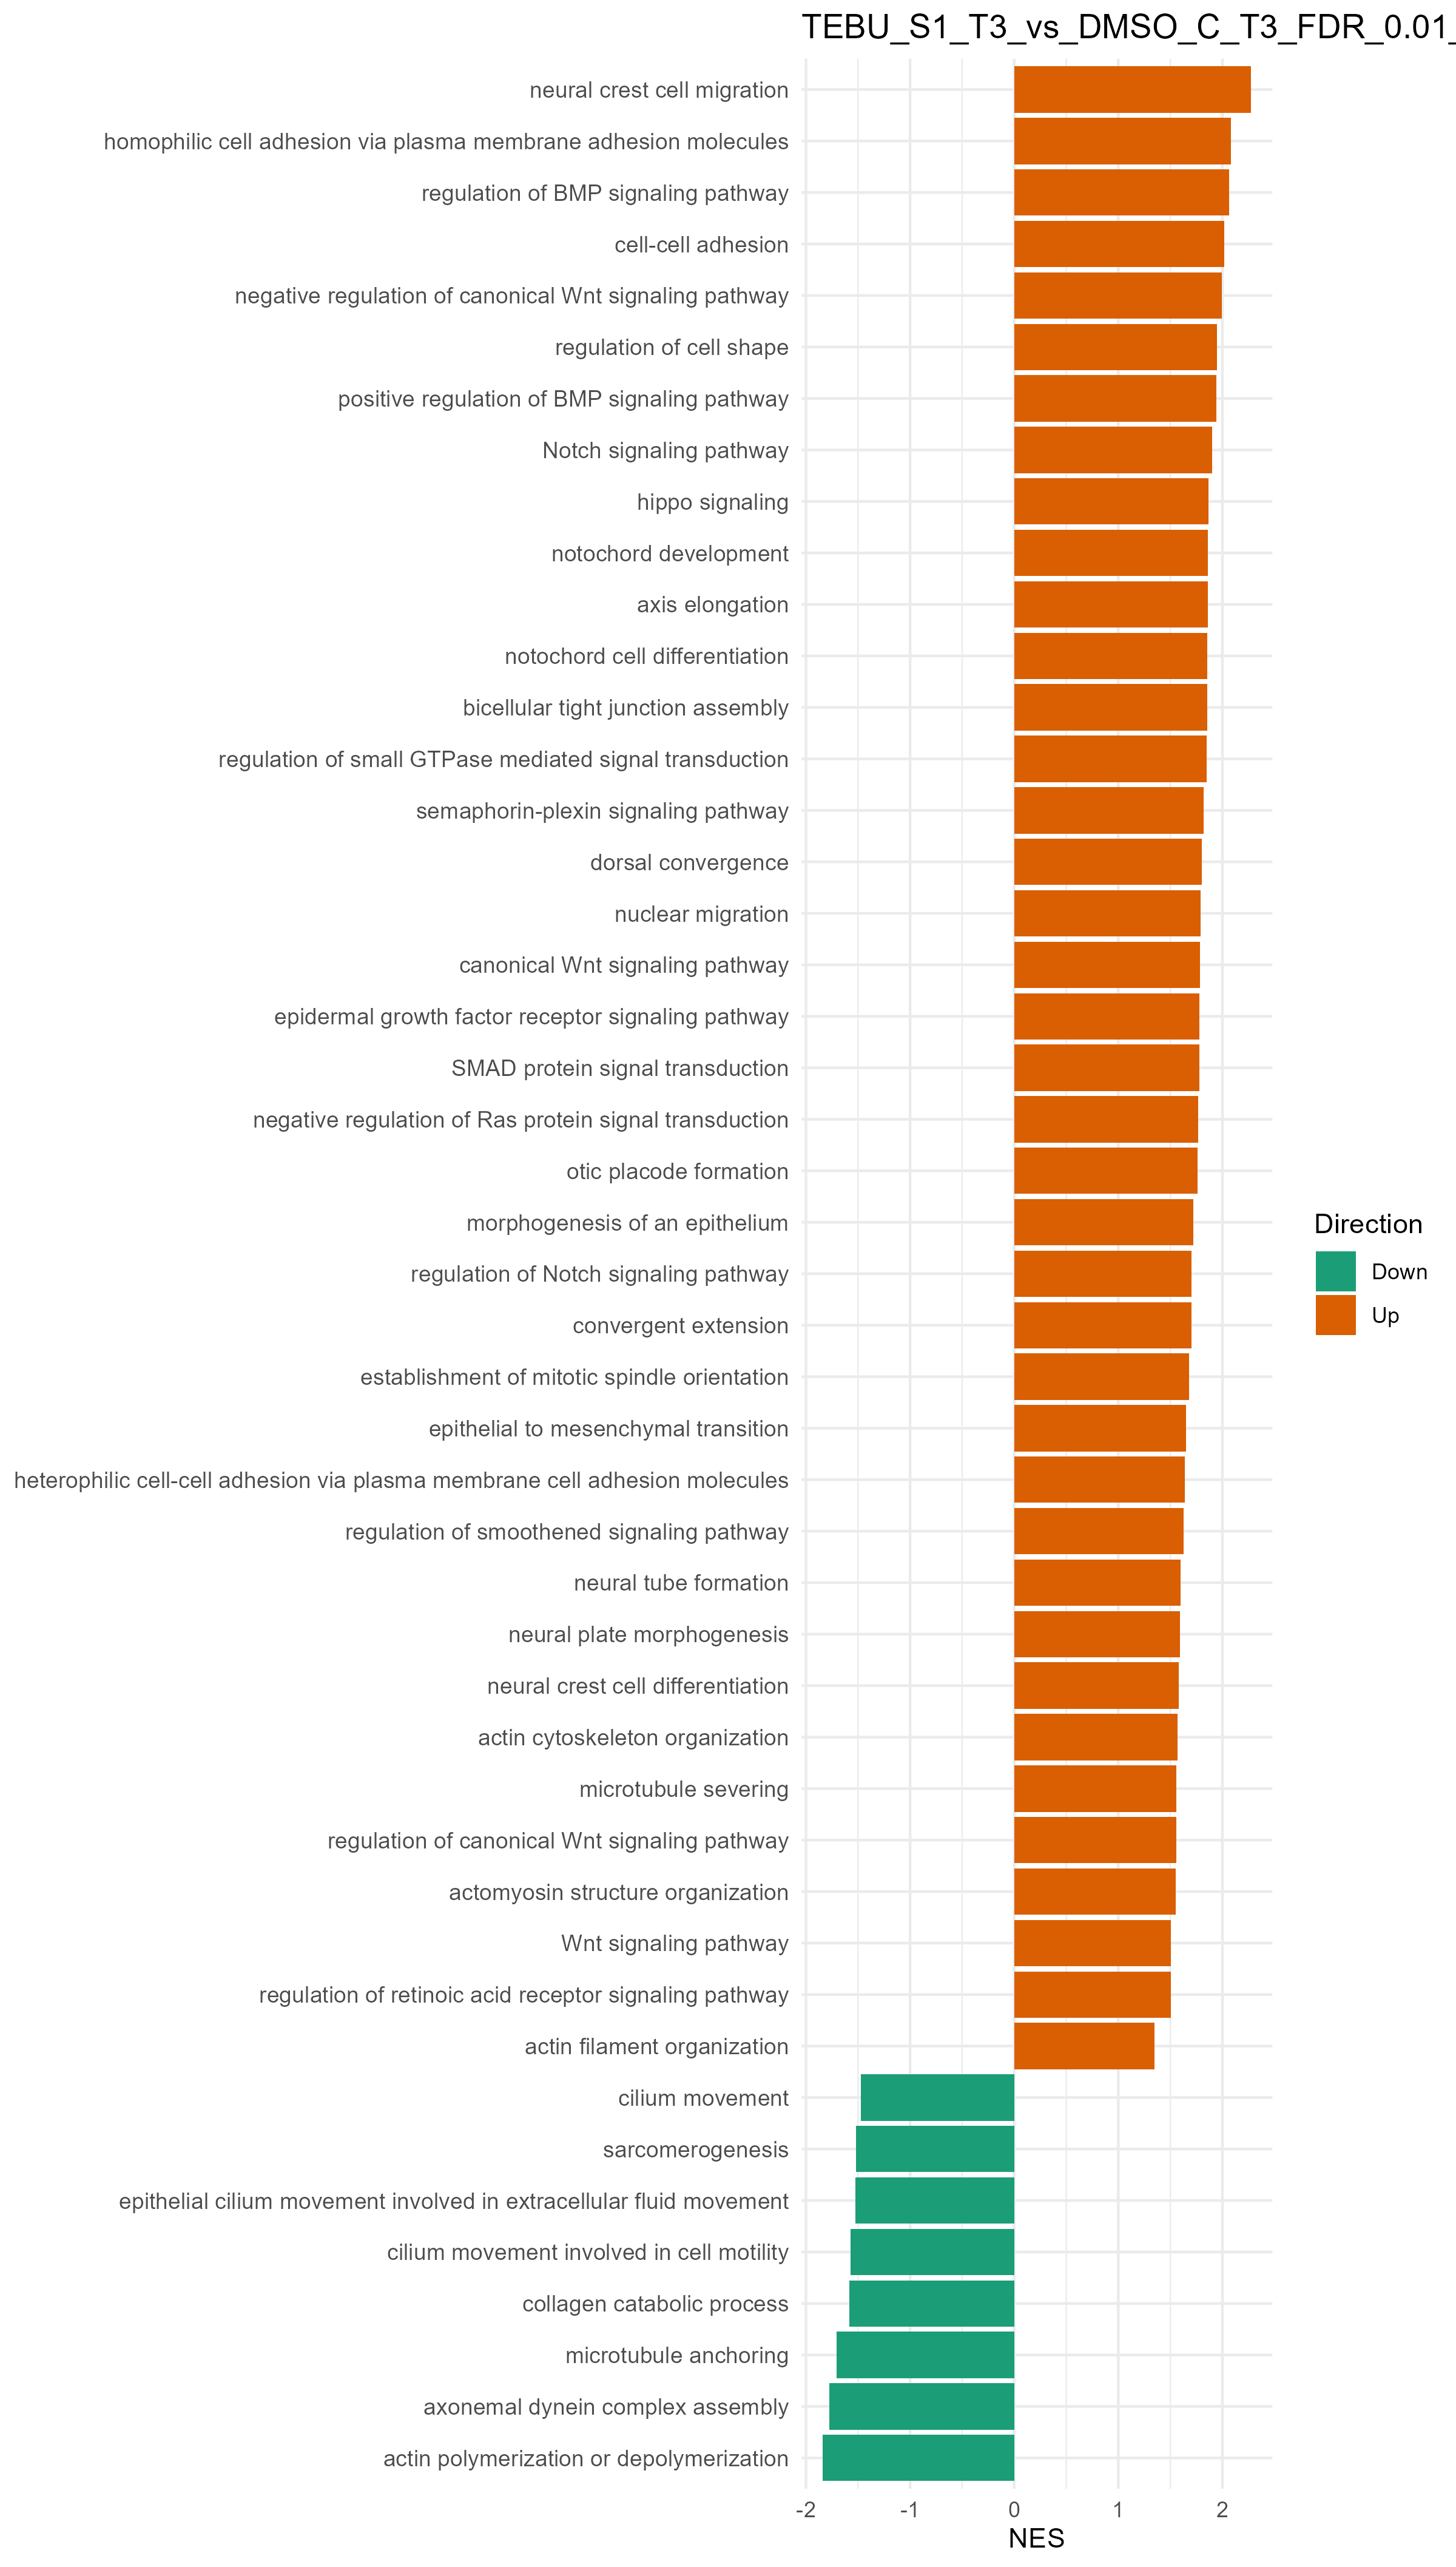 TEBU_S1_T3_vs_DMSO_C_T3_FDR_0.01_
neural crest cell migration
homophilic cell adhesion via plasma membrane adhesion molecules
regulation of BMP signaling pathway
cell-cell adhesion
negative regulation of canonical Wnt signaling pathway
regulation of cell shape
positive regulation of BMP signaling pathway
Notch signaling pathway
hippo signaling
notochord development
axis elongation
notochord cell differentiation
bicellular tight junction assembly
regulation of small GTPase mediated signal transduction
semaphorin-plexin signaling pathway
dorsal convergence
nuclear migration
canonical Wnt signaling pathway
epidermal growth factor receptor signaling pathway
SMAD protein signal transduction
negative regulation of Ras protein signal transduction
otic placode formation
morphogenesis of an epithelium
regulation of Notch signaling pathway
convergent extension
establishment of mitotic spindle orientation
epithelial to mesenchymal transition
heterophilic cell-cell adhesion via plasma membrane cell adhesion molecules
regulation of smoothened signaling pathway
neural tube formation
neural plate morphogenesis
neural crest cell differentiation
actin cytoskeleton organization
microtubule severing
regulation of canonical Wnt signaling pathway
actomyosin structure organization
Wnt signaling pathway
regulation of retinoic acid receptor signaling pathway
actin filament organization
cilium movement
sarcomerogenesis
epithelial cilium movement involved in extracellular fluid movement
cilium movement involved in cell motility
collagen catabolic process
microtubule anchoring
axonemal dynein complex assembly
actin polymerization or depolymerization
-2 -1 0 1 2
NES
Direction
Down
Up